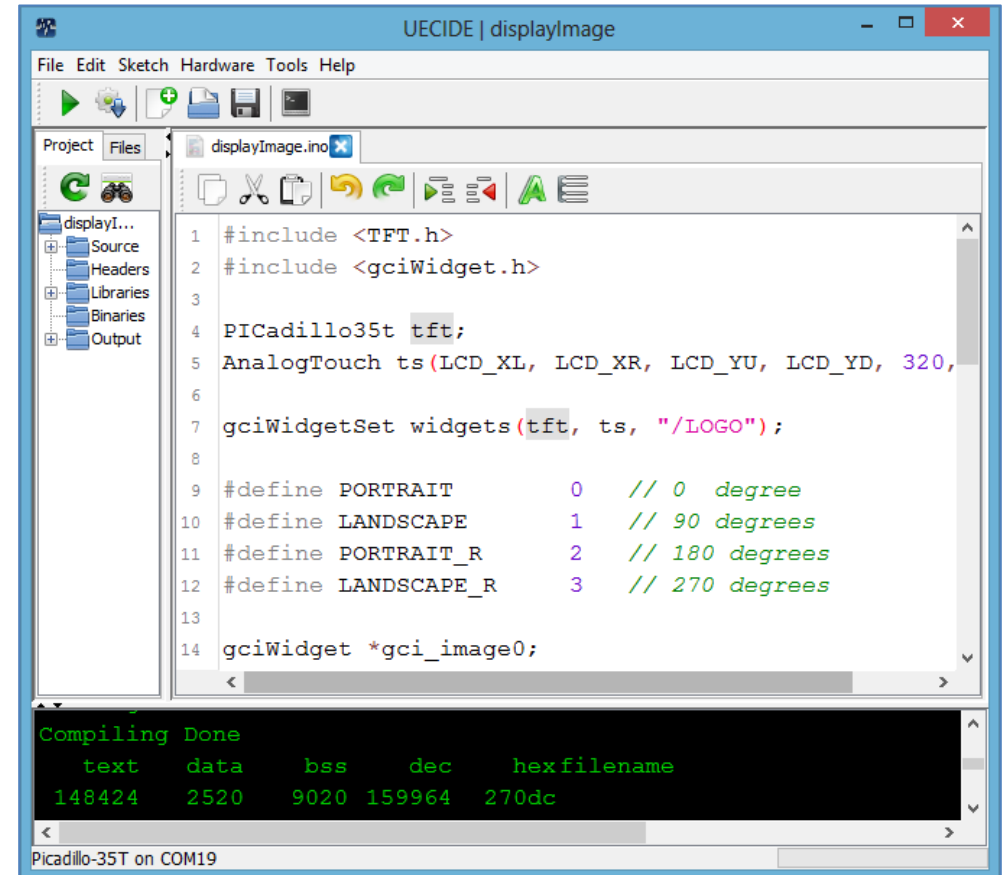 UECIDE | displayImage
File Edit Sketch Hardware Tools Help
Project Files
displayImage.ino
displayI...
Source
Headers
Libraries
Binaries
Output
1 #include <TFT.h>
2 #include <gciWidget.h>
3
4 PICadillo35t tft;
5 AnalogTouch ts(LCD_XL, LCD_XR, LCD_YU, LCD_YD, 320,
6
7 gciWidgetSet widgets(tft, ts, "/LOGO");
8
9 #define PORTRAIT 0 // 0 degree
10 #define LANDSCAPE 1 // 90 degrees
11 #define PORTRAIT_R 2 // 180 degrees
12 #define LANDSCAPE_R 3 // 270 degrees
13
14 gciWidget *gci_image0;
Compiling Done
text data bss dec hexfilename
148424 2520 9020 159964 270dc
Picadillo-35T on COM19